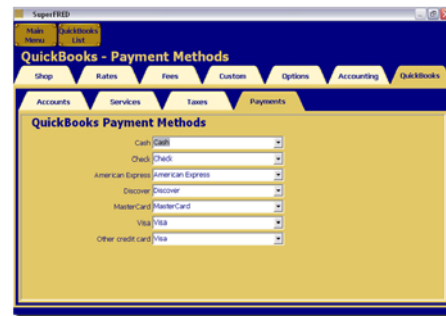 SuperFRED
Main Menu
QuickBooks List
QuickBooks - Payment Methods
Shop Rates Fees Custom Options Accounting QuickBooks
Accounts Services Taxes Payments
QuickBooks Payment Methods
Cash Cash
Check Check
American Express American Express
Discover Discover
MasterCard MasterCard
Visa Visa
Other credit card Visa